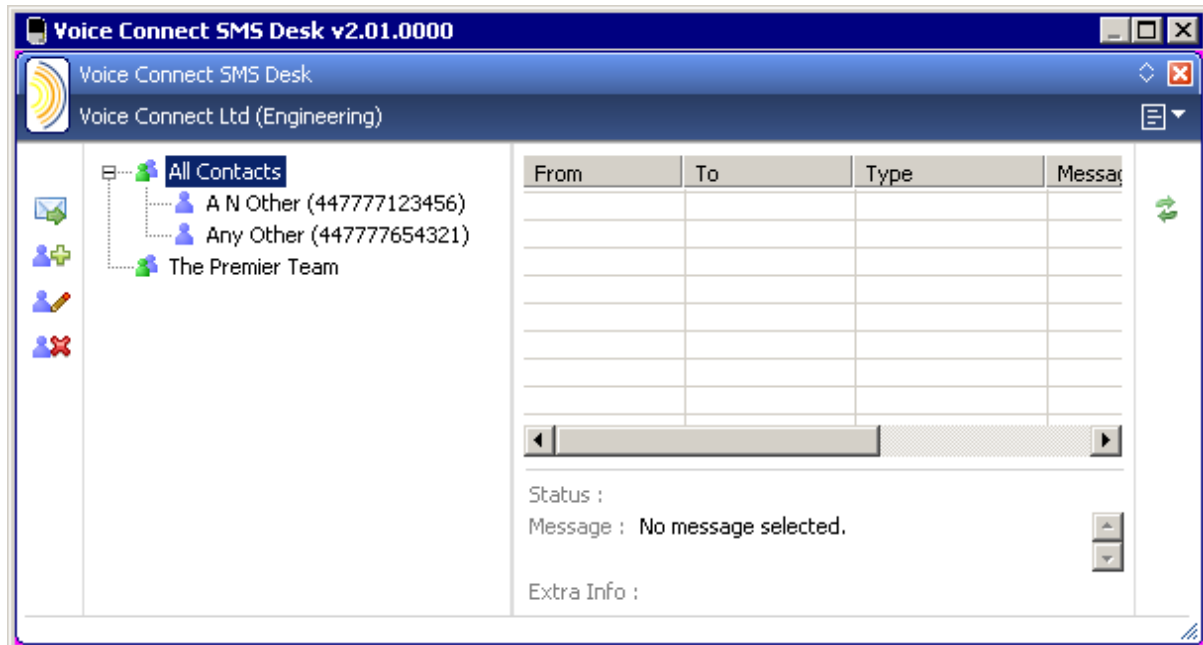 Voice Connect SMS Desk v2.01.0000
Voice Connect SMS Desk
Voice Connect Ltd (Engineering)
All Contacts
A N Other (447777123456)
Any Other (447777654321)
The Premier Team
From To Type Messag
Status :
Message : No message selected.
Extra Info :